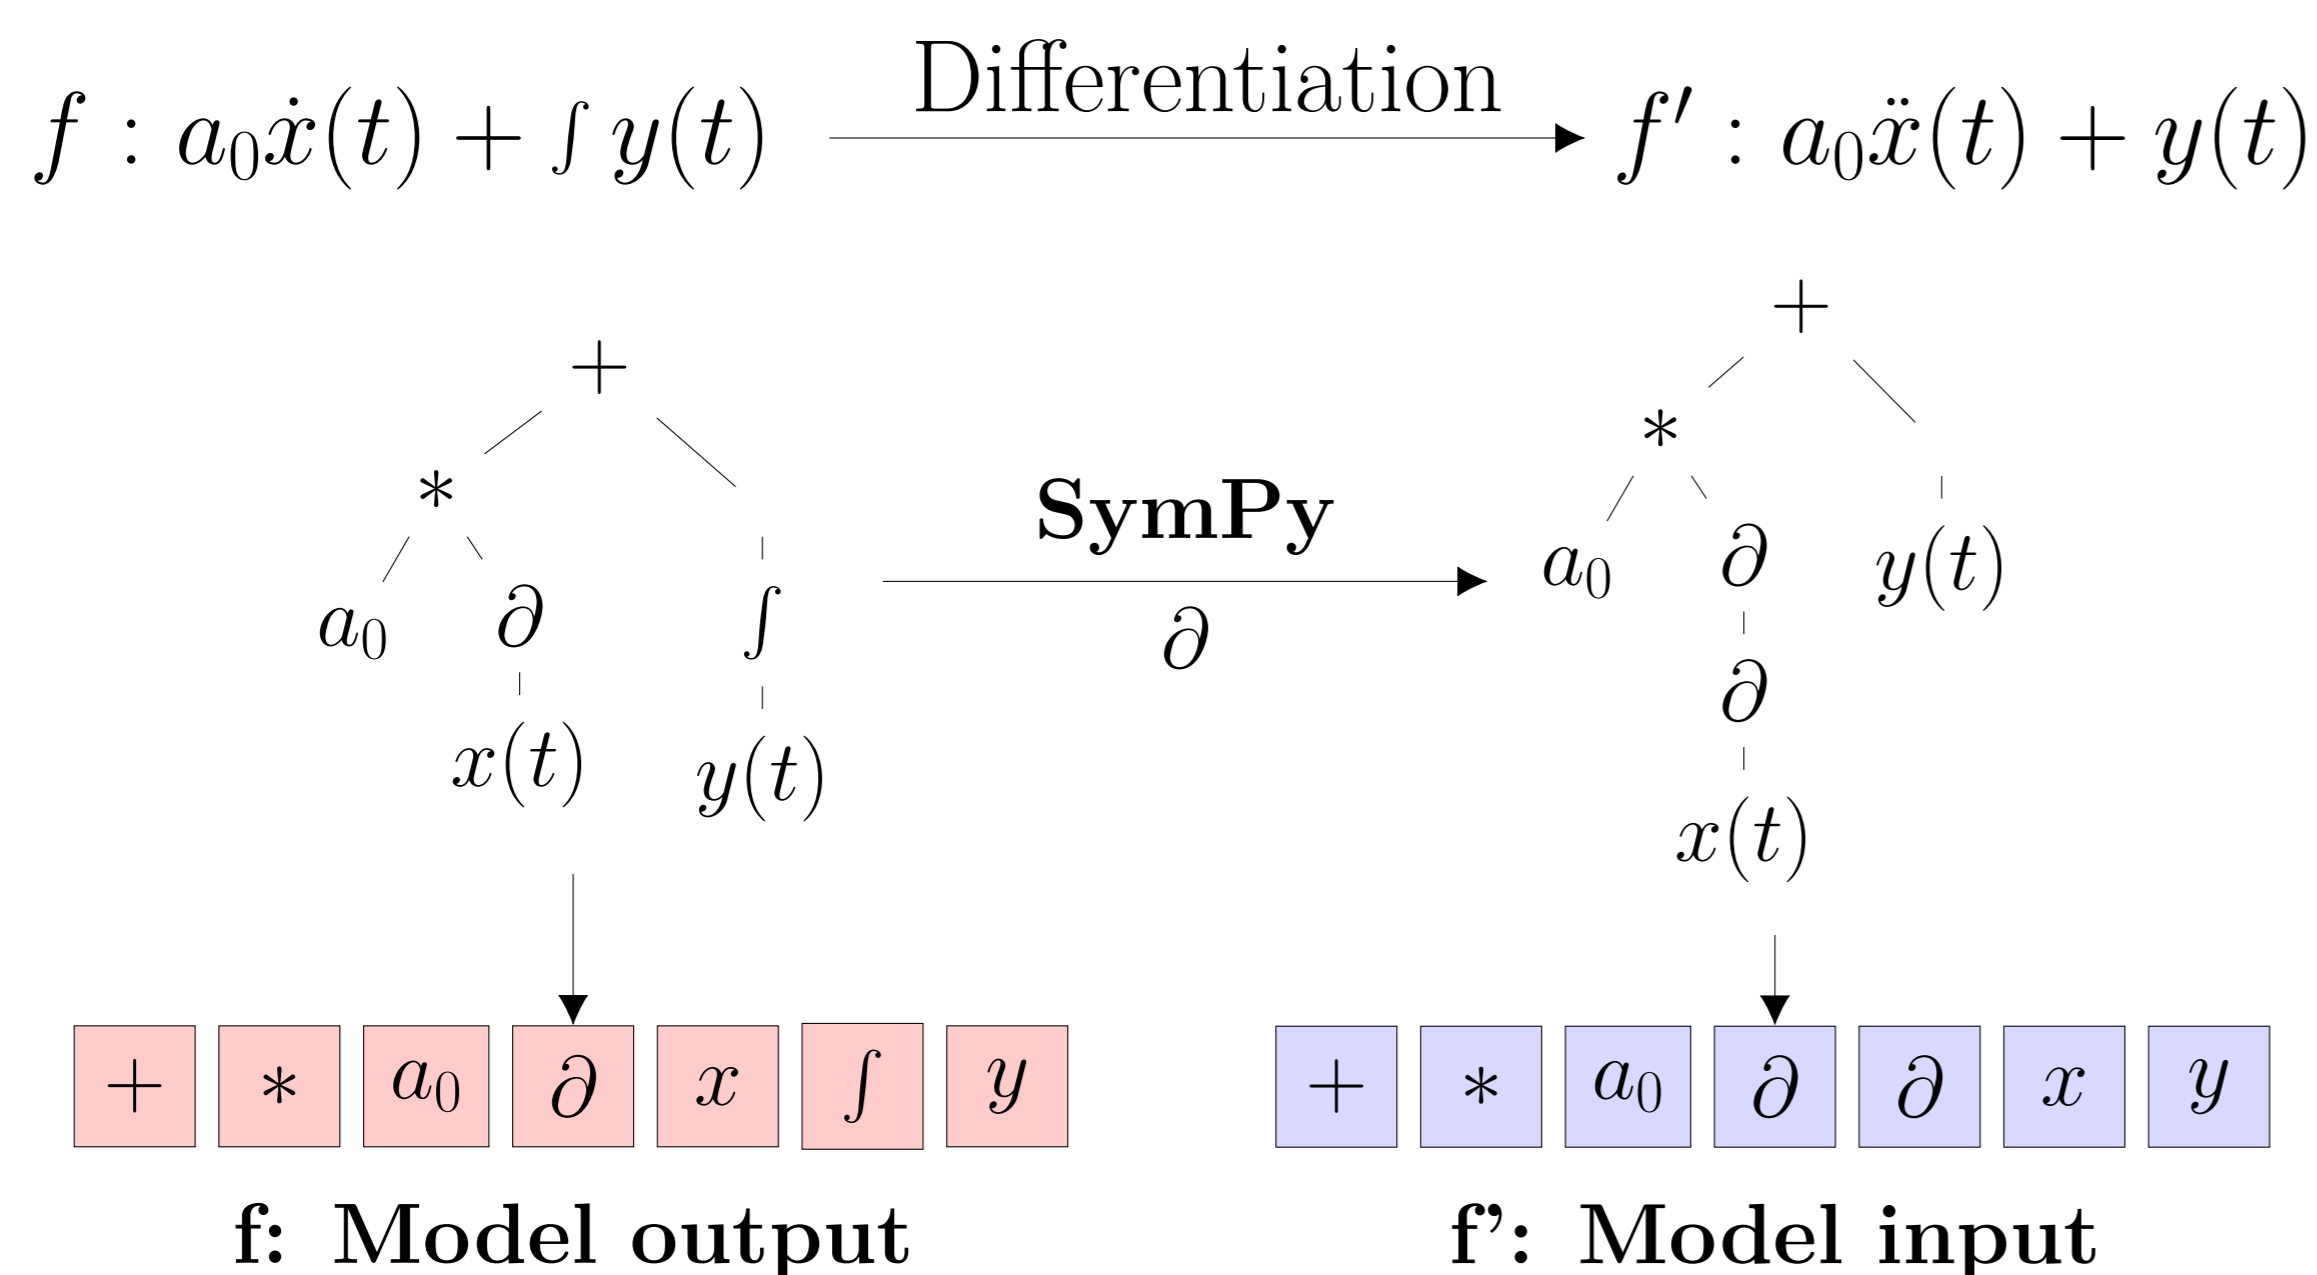 Differentiation
f : a₀ẋ(t) + ∫ y(t) f′ : a₀ẍ(t) + y(t)
+ +
* *
SymPy
a₀ ∂ ∫ a₀ ∂ y(t)
∂ ∂
x(t) y(t)
x(t)
+ * a₀ ∂ x ∫ y + * a₀ ∂ ∂ x y
f: Model output f’: Model input